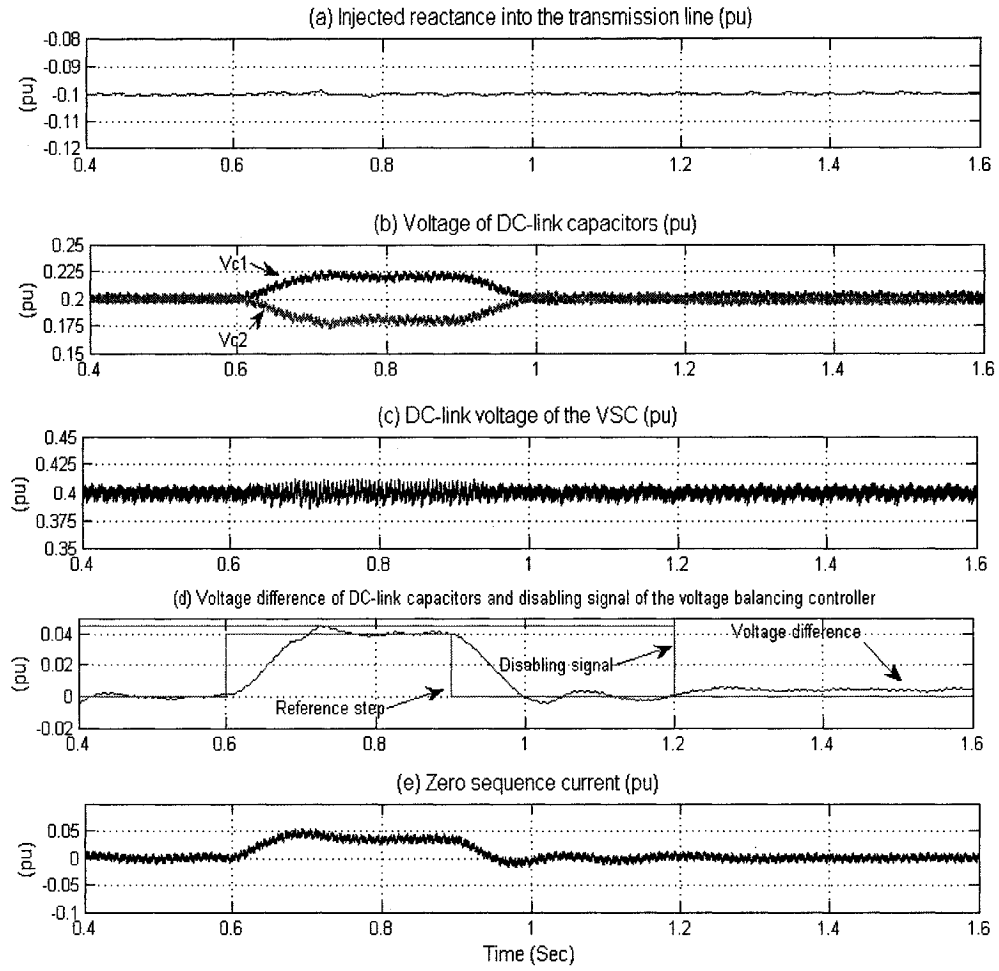 (a) Injected reactance into the transmission line (pu)
-0.08
-0.09
-0.1
-0.11
-0.12
(pu)
0.4 0.6 0.8 1 1.2 1.4 1.6
(b) Voltage of DC-link capacitors (pu)
0.25
0.225
0.2
0.175
0.15
(pu)
Vc1
Vc2
0.4 0.6 0.8 1 1.2 1.4 1.6
(c) DC-link voltage of the VSC (pu)
0.45
0.425
0.4
0.375
0.35
(pu)
0.4 0.6 0.8 1 1.2 1.4 1.6
(d) Voltage difference of DC-link capacitors and disabling signal of the voltage balancing controller
0.04
0.02
0
-0.02
(pu)
Voltage difference
Disabling signal
Reference step
0.4 0.6 0.8 1 1.2 1.4 1.6
(e) Zero sequence current (pu)
0.05
0
-0.05
-0.1
(pu)
0.4 0.6 0.8 1 1.2 1.4 1.6
Time (Sec)